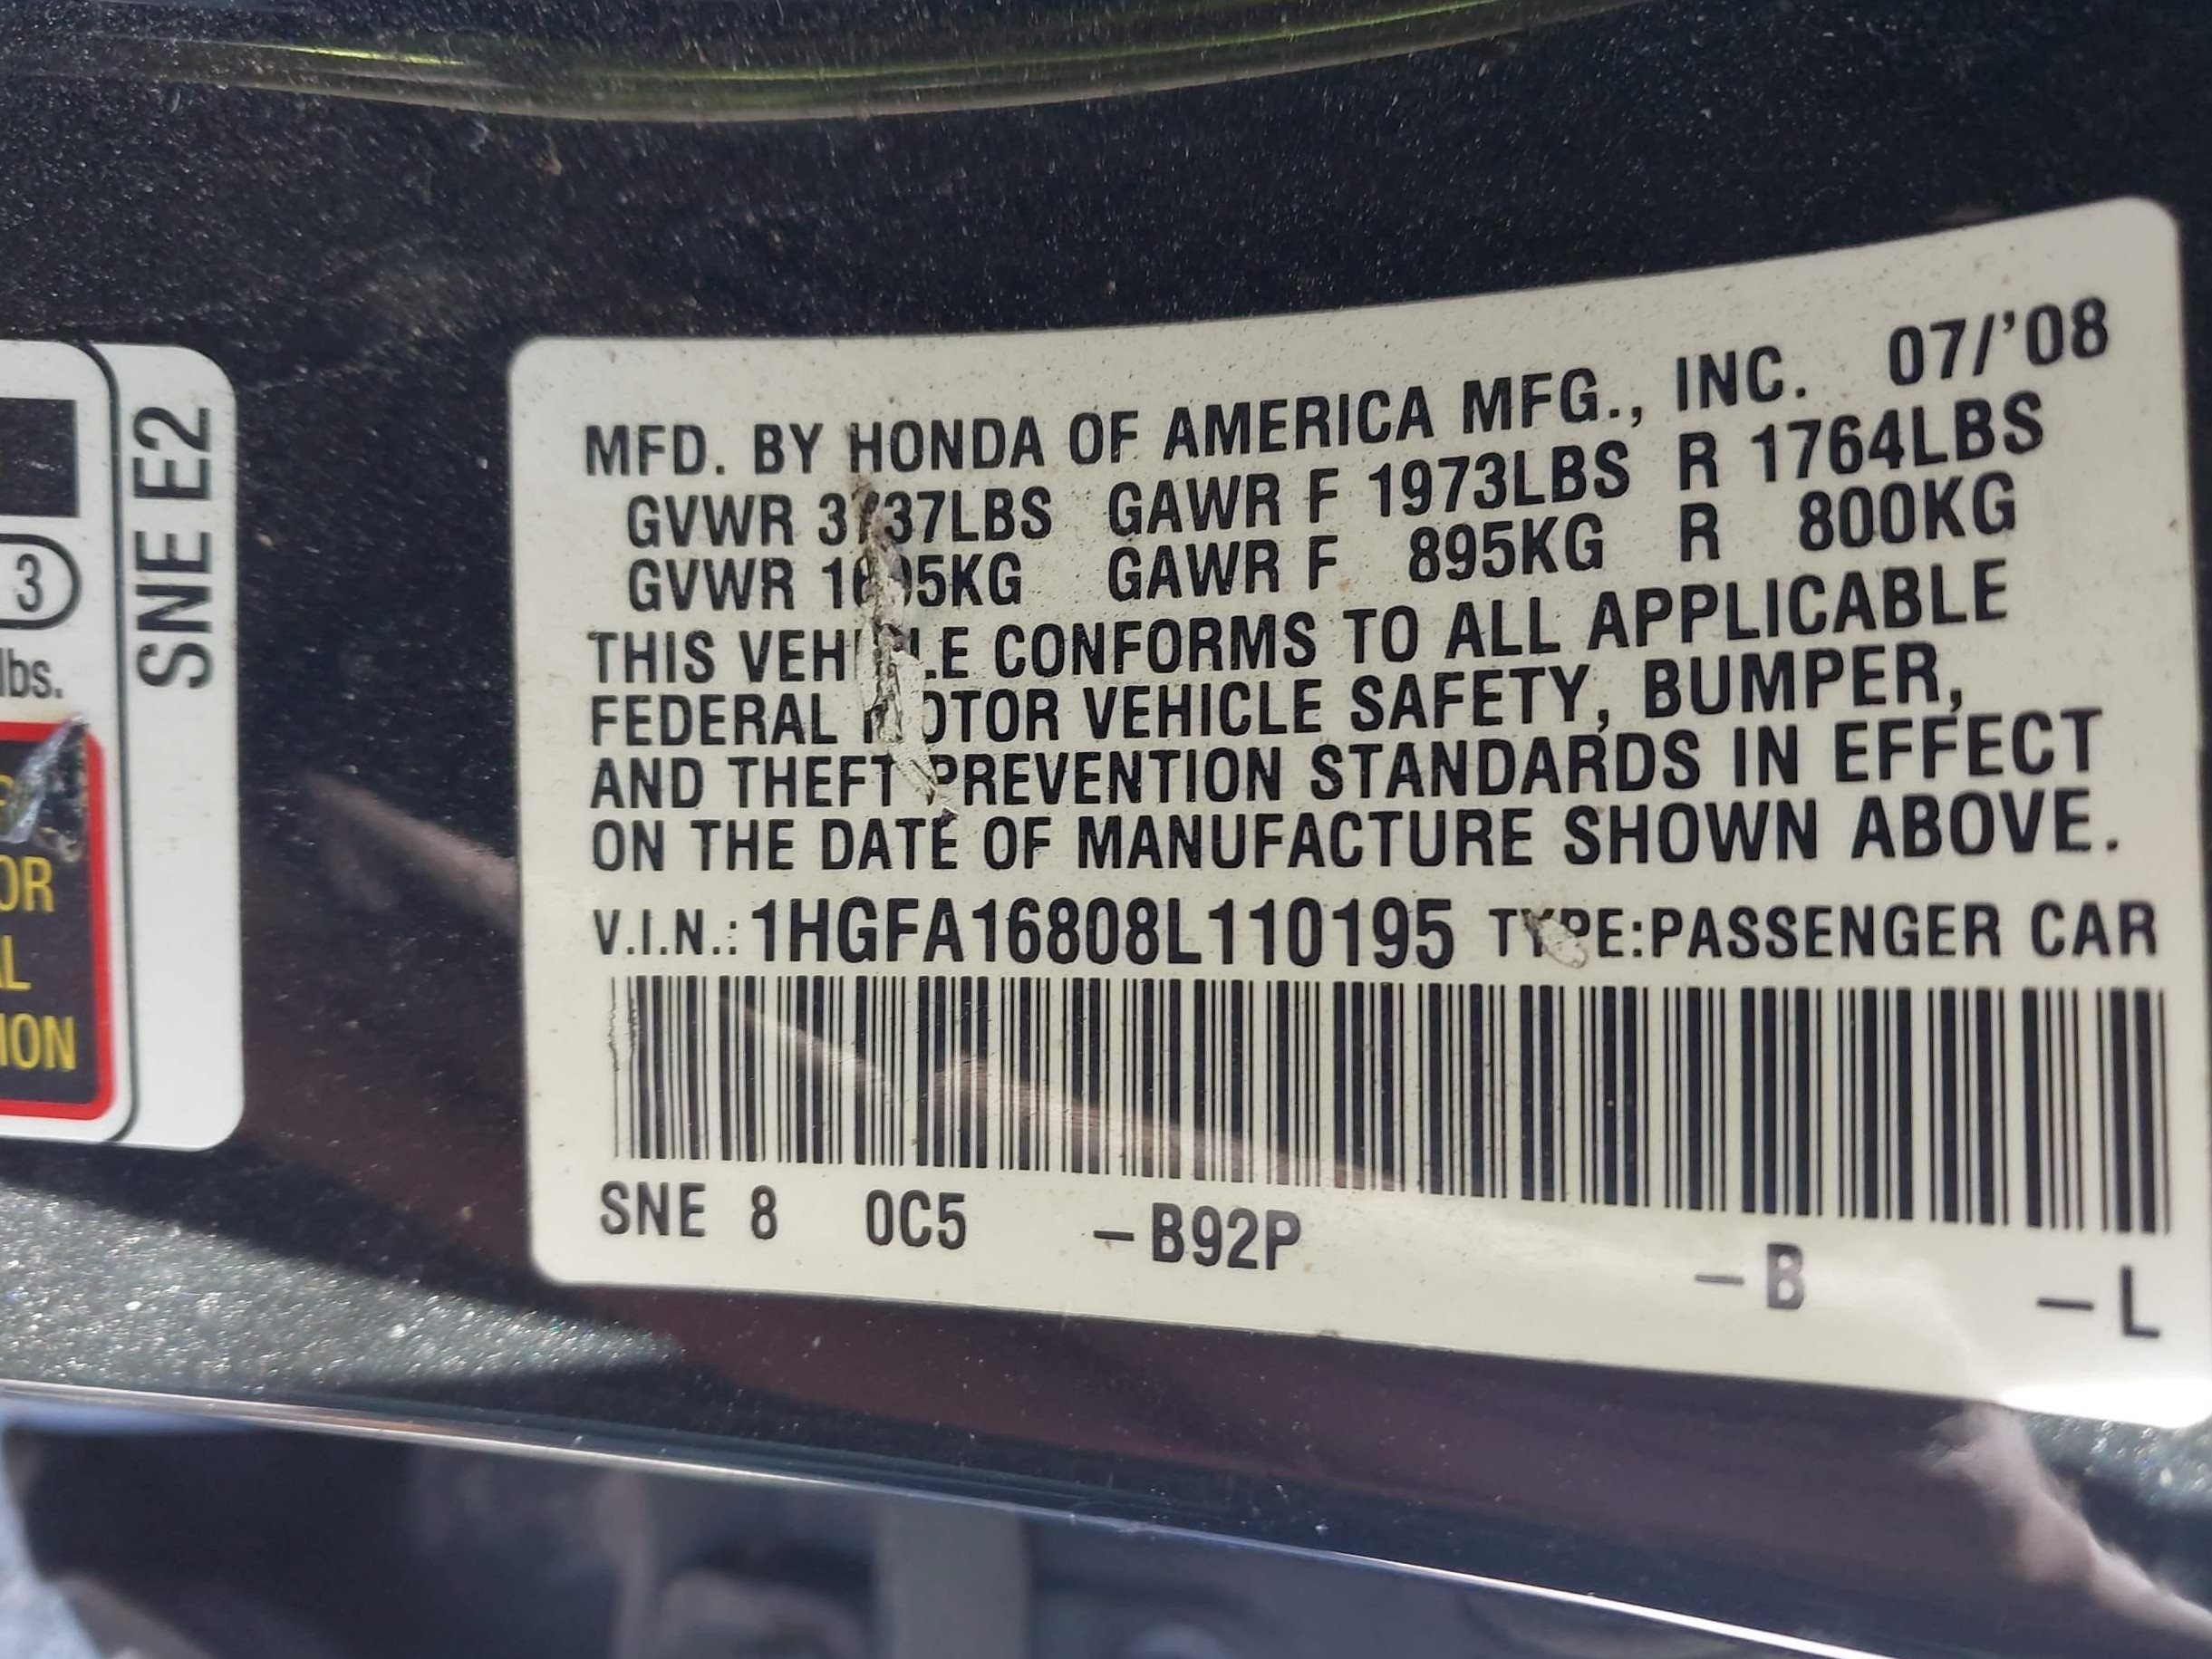 3
lbs.
OR
AL
ION
SNE E2
MFD. BY HONDA OF AMERICA MFG., INC. 07/'08
GVWR 3737LBS GAWR F 1973LBS R 1764LBS
GVWR 1695KG GAWR F 895KG R 800KG
THIS VEHICLE CONFORMS TO ALL APPLICABLE
FEDERAL MOTOR VEHICLE SAFETY, BUMPER,
AND THEFT PREVENTION STANDARDS IN EFFECT
ON THE DATE OF MANUFACTURE SHOWN ABOVE.
V.I.N.: 1HGFA16808L110195 TYPE:PASSENGER CAR
SNE 8 0C5 – B92P – B – L